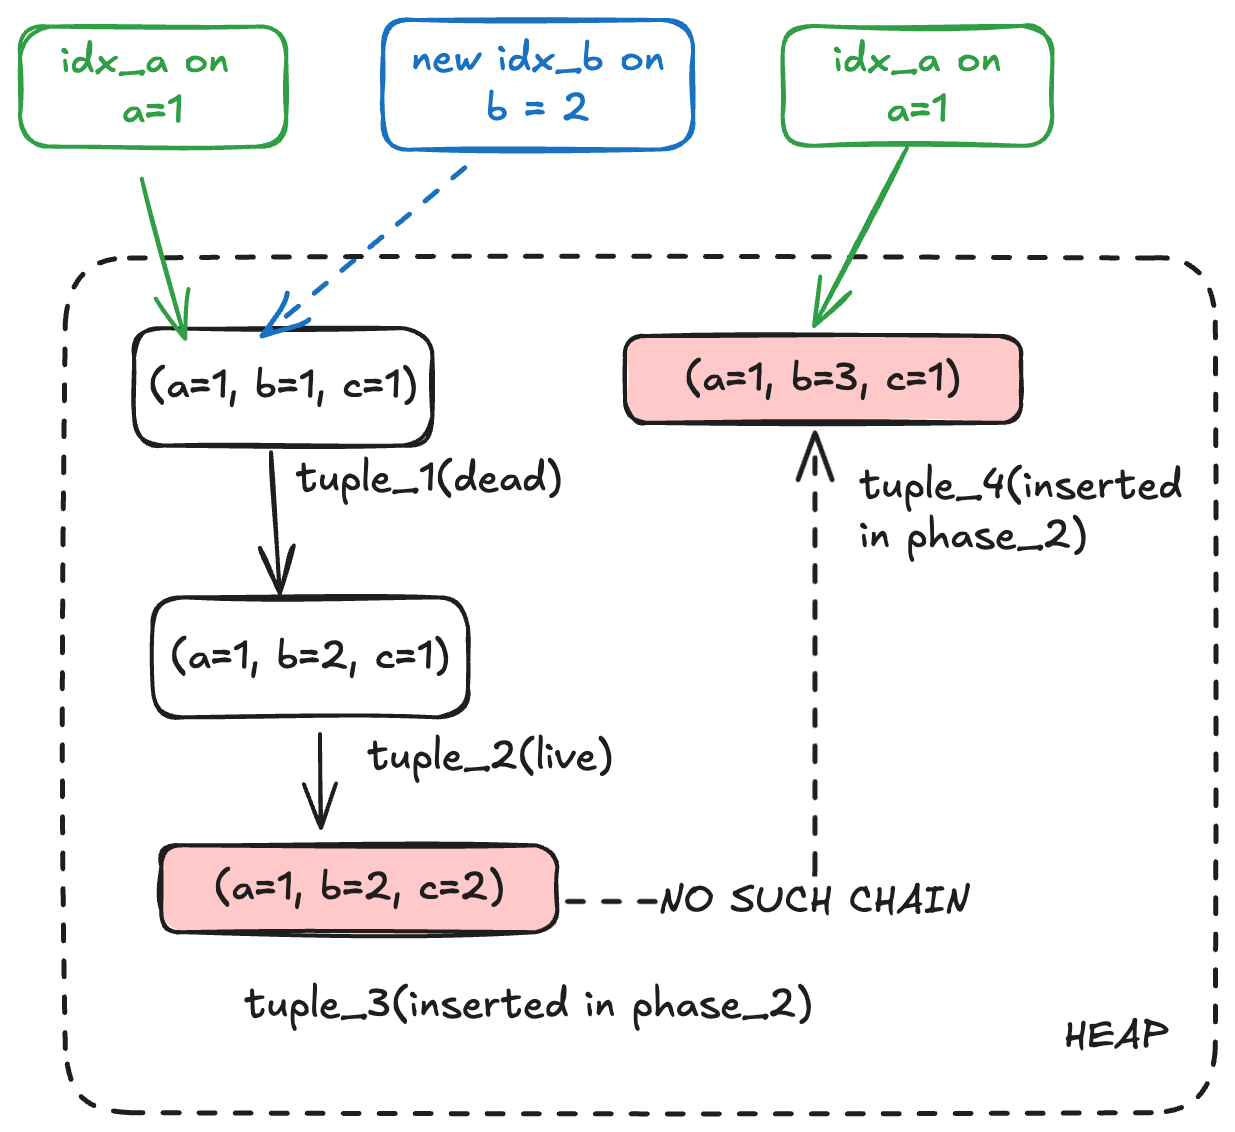 idx_a on
a=1
new idx_b on
b = 2
idx_a on
a=1
(a=1, b=1, c=1)
(a=1, b=3, c=1)
tuple_1(dead)
tuple_4(inserted
in phase_2)
(a=1, b=2, c=1)
tuple_2(live)
(a=1, b=2, c=2)
NO SUCH CHAIN
tuple_3(inserted in phase_2)
HEAP